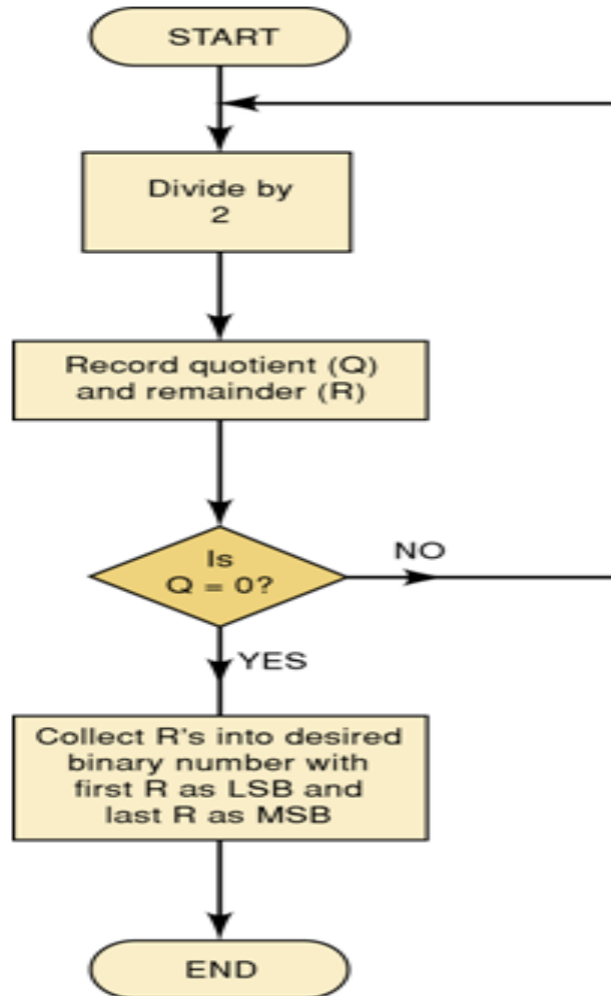 START
Divide by
2
Record quotient (Q)
and remainder (R)
Is
Q = 0?
NO
YES
Collect R's into desired
binary number with
first R as LSB and
last R as MSB
END